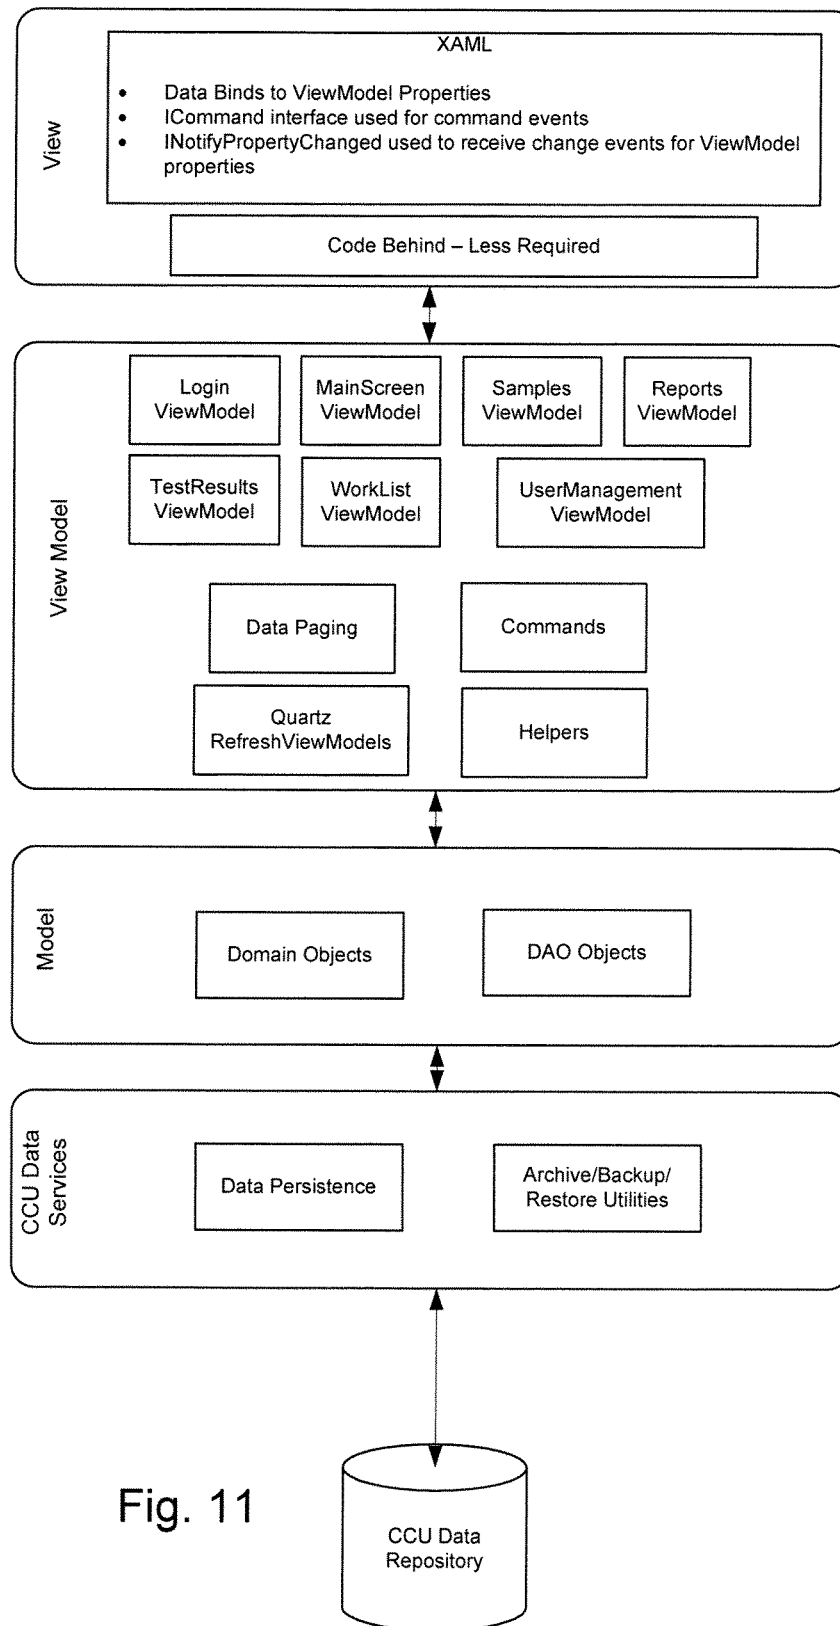 View
XAML
• Data Binds to ViewModel Properties
• ICommand interface used for command events
• INotifyPropertyChanged used to receive change events for ViewModel
properties
Code Behind – Less Required
View Model
Login
ViewModel
MainScreen
ViewModel
Samples
ViewModel
Reports
ViewModel
TestResults
ViewModel
WorkList
ViewModel
UserManagement
ViewModel
Data Paging
Commands
Quartz
RefreshViewModels
Helpers
Model
Domain Objects
DAO Objects
CCU Data
Services
Data Persistence
Archive/Backup/
Restore Utilities
Fig. 11
CCU Data
Repository